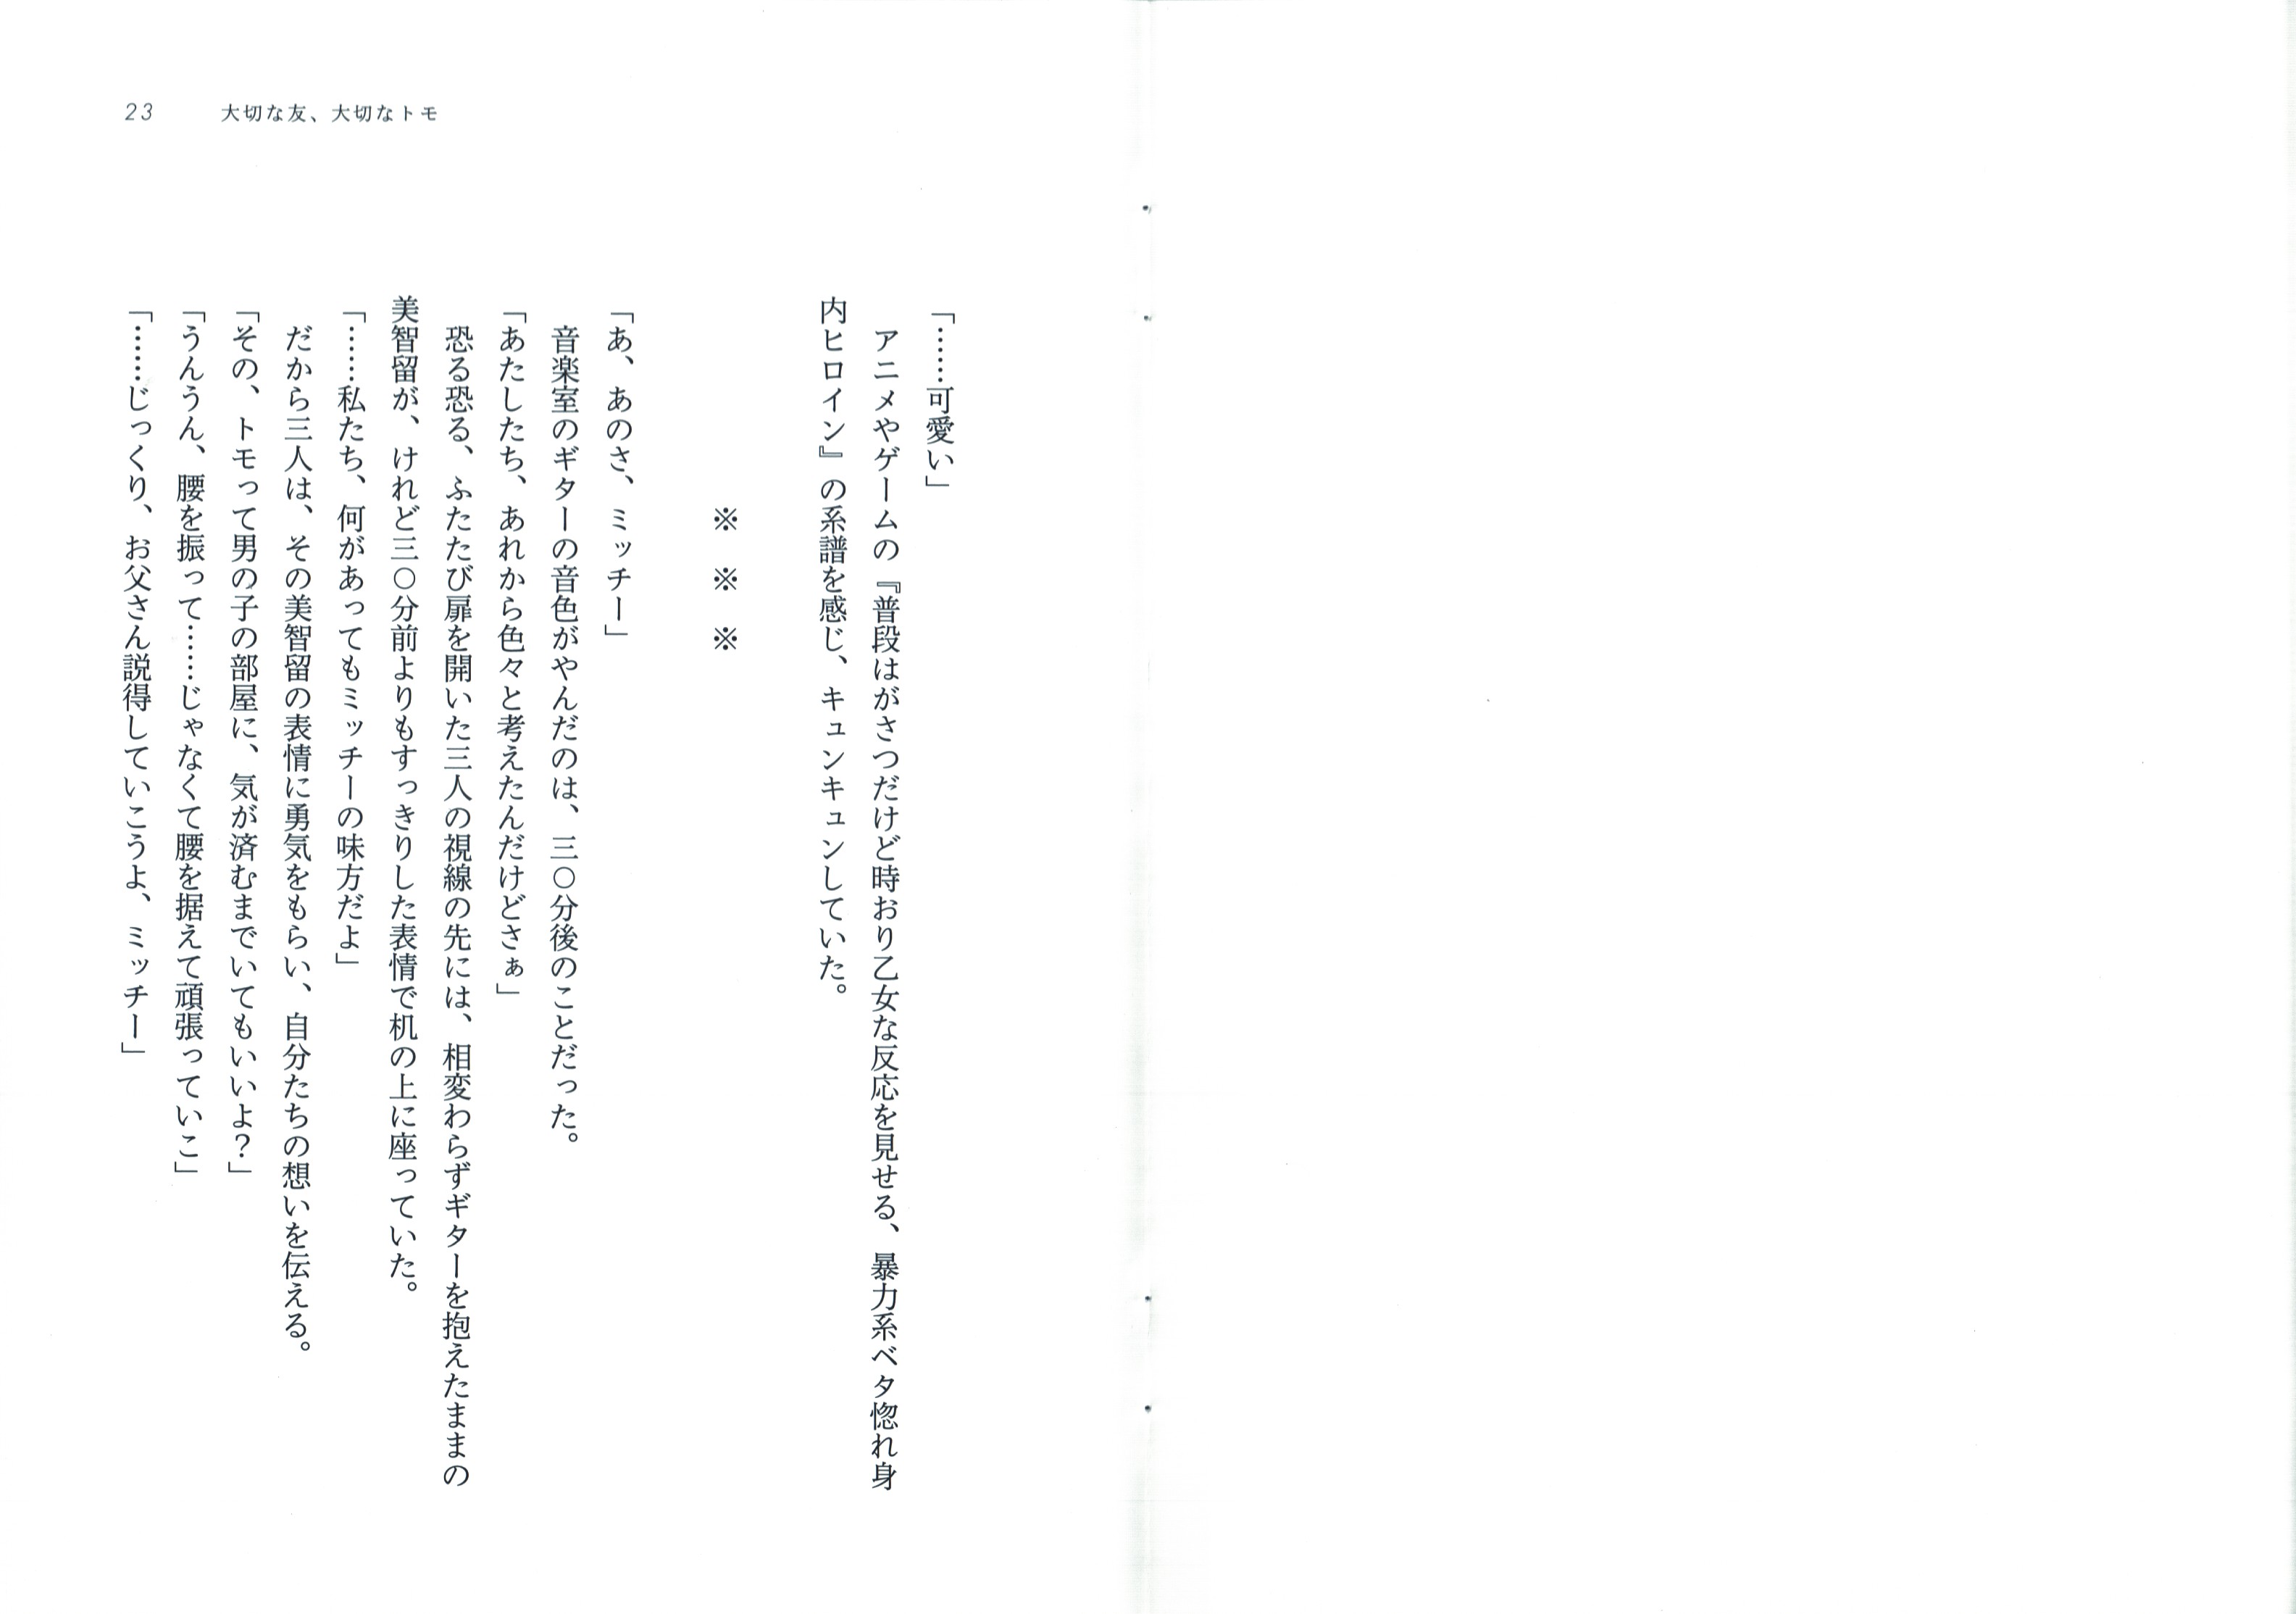 23　大切な友、大切なトモ
「……可愛い」
　アニメやゲームの『普段はがさつだけど時おり乙女な反応を見せる、暴力系ベタ惚れ身
内ヒロイン』の系譜を感じ、キュンキュンしていた。
※　※　※
「あ、あのさ、ミッチー」
　音楽室のギターの音色がやんだのは、三〇分後のことだった。
「あたしたち、あれから色々と考えたんだけどさぁ」
　恐る恐る、ふたたび扉を開いた三人の視線の先には、相変わらずギターを抱えたままの
美智留が、けれど三〇分前よりもすっきりした表情で机の上に座っていた。
「……私たち、何があってもミッチーの味方だよ」
　だから三人は、その美智留の表情に勇気をもらい、自分たちの想いを伝える。
「その、トモって男の子の部屋に、気が済むまでいてもいいよ？」
「うんうん、腰を振って……じゃなくて腰を据えて頑張っていこ」
「……じっくり、お父さん説得していこうよ、ミッチー」